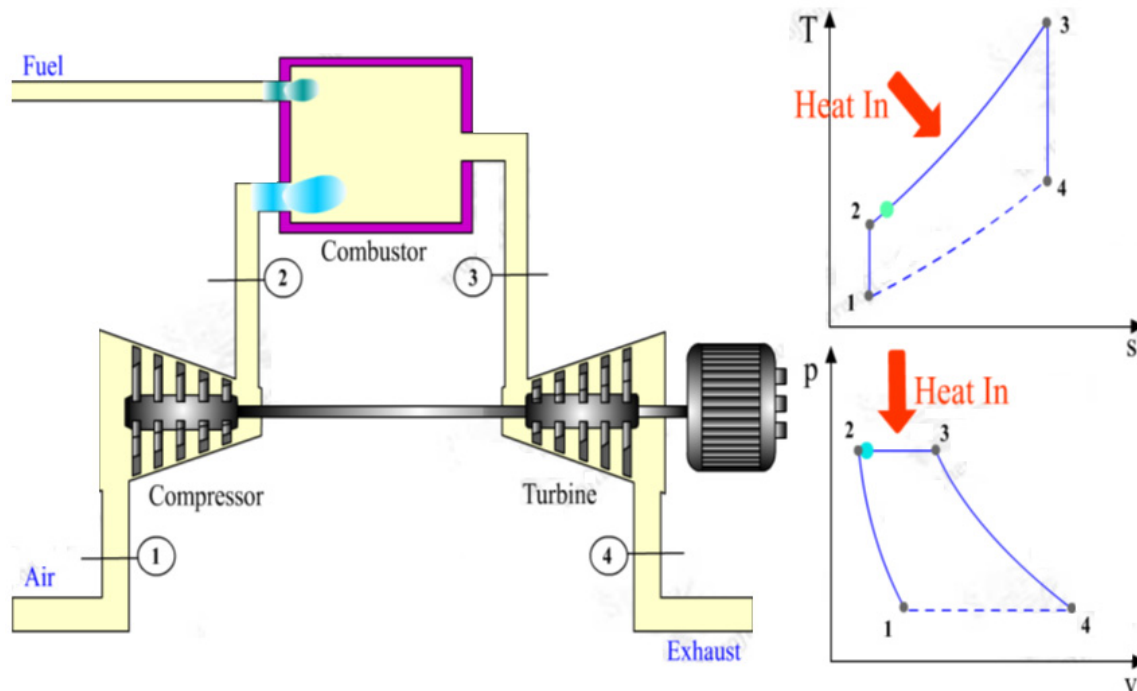 Fuel
Combustor
2
3
Compressor
Turbine
1
4
Air
Exhaust
T
3
Heat In
2
4
1
s
p
Heat In
2
3
1
4
v